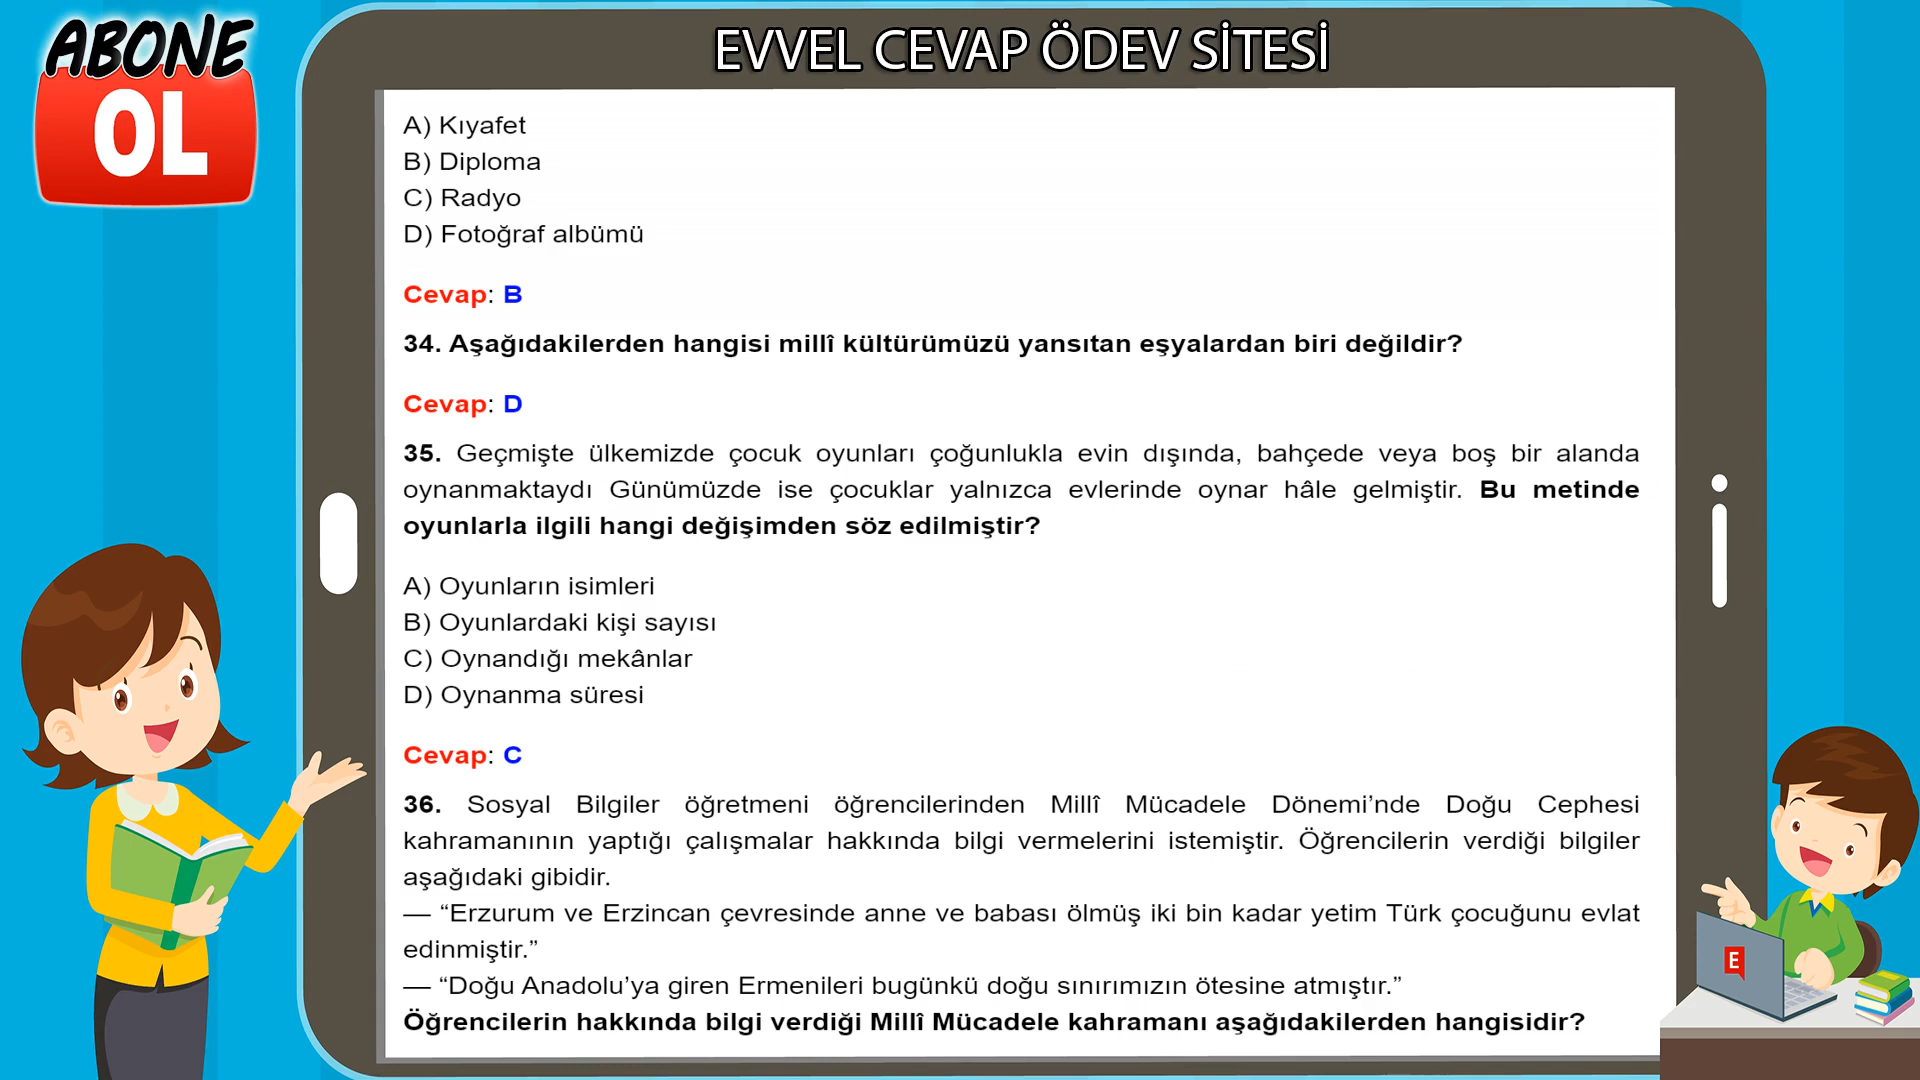 ABONE
OL
EVVEL CEVAP ÖDEV SİTESİ
A) Kıyafet
B) Diploma
C) Radyo
D) Fotoğraf albümü
Cevap: B
34. Aşağıdakilerden hangisi millî kültürümüzü yansıtan eşyalardan biri değildir?
Cevap: D
35. Geçmişte ülkemizde çocuk oyunları çoğunlukla evin dışında, bahçede veya boş bir alanda
oynanmaktaydı Günümüzde ise çocuklar yalnızca evlerinde oynar hâle gelmiştir. Bu metinde
oyunlarla ilgili hangi değişimden söz edilmiştir?
A) Oyunların isimleri
B) Oyunlardaki kişi sayısı
C) Oynandığı mekânlar
D) Oynanma süresi
Cevap: C
36. Sosyal Bilgiler öğretmeni öğrencilerinden Millî Mücadele Dönemi’nde Doğu Cephesi
kahramanının yaptığı çalışmalar hakkında bilgi vermelerini istemiştir. Öğrencilerin verdiği bilgiler
aşağıdaki gibidir.
— “Erzurum ve Erzincan çevresinde anne ve babası ölmüş iki bin kadar yetim Türk çocuğunu evlat
edinmiştir.”
— “Doğu Anadolu’ya giren Ermenileri bugünkü doğu sınırımızın ötesine atmıştır.”
Öğrencilerin hakkında bilgi verdiği Millî Mücadele kahramanı aşağıdakilerden hangisidir?
E